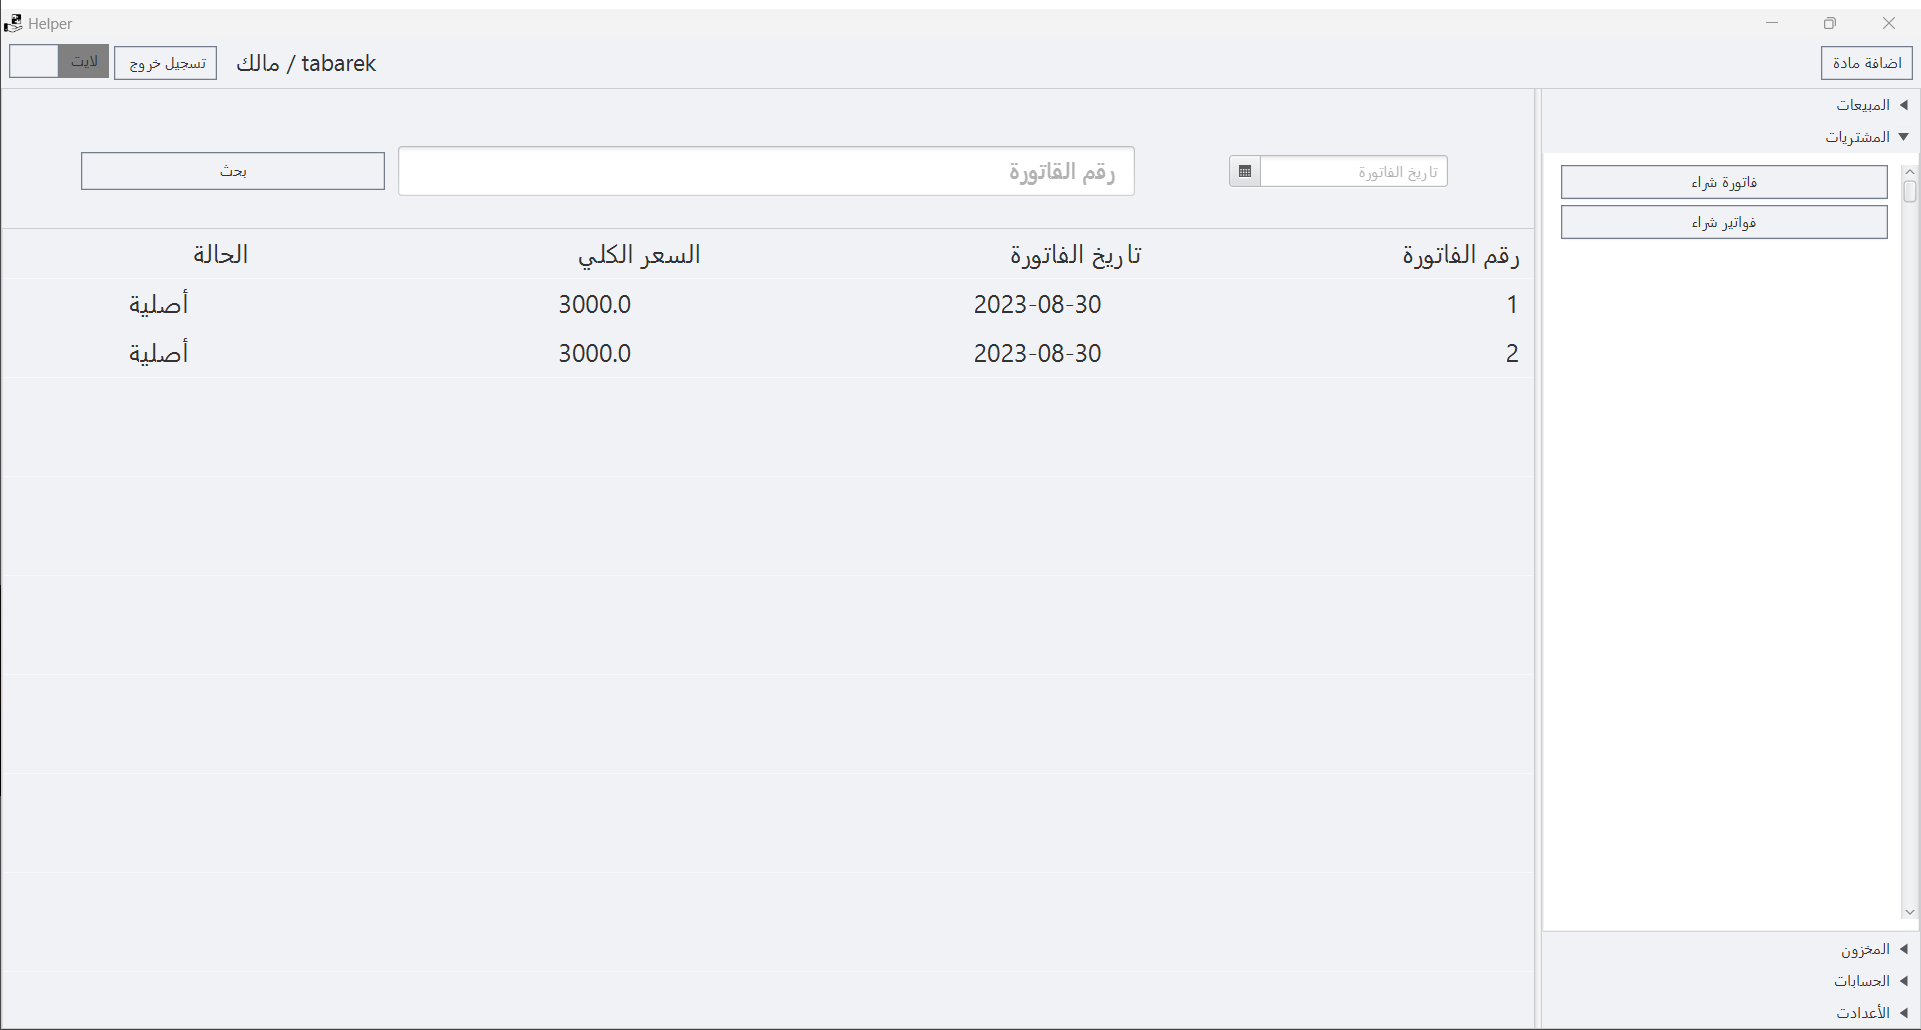 Helper
اضافة مادة
مالك / tabarek
تسجيل خروج
لايت
المبيعات
المشتريات
فاتورة شراء
فواتير شراء
المخزون
الحسابات
الأعدادت
تاريخ الفاتورة
رقم القاتورة
بحث
رقم الفاتورة تاريخ الفاتورة السعر الكلي الحالة
1 2023-08-30 3000.0 أصلية
2 2023-08-30 3000.0 أصلية